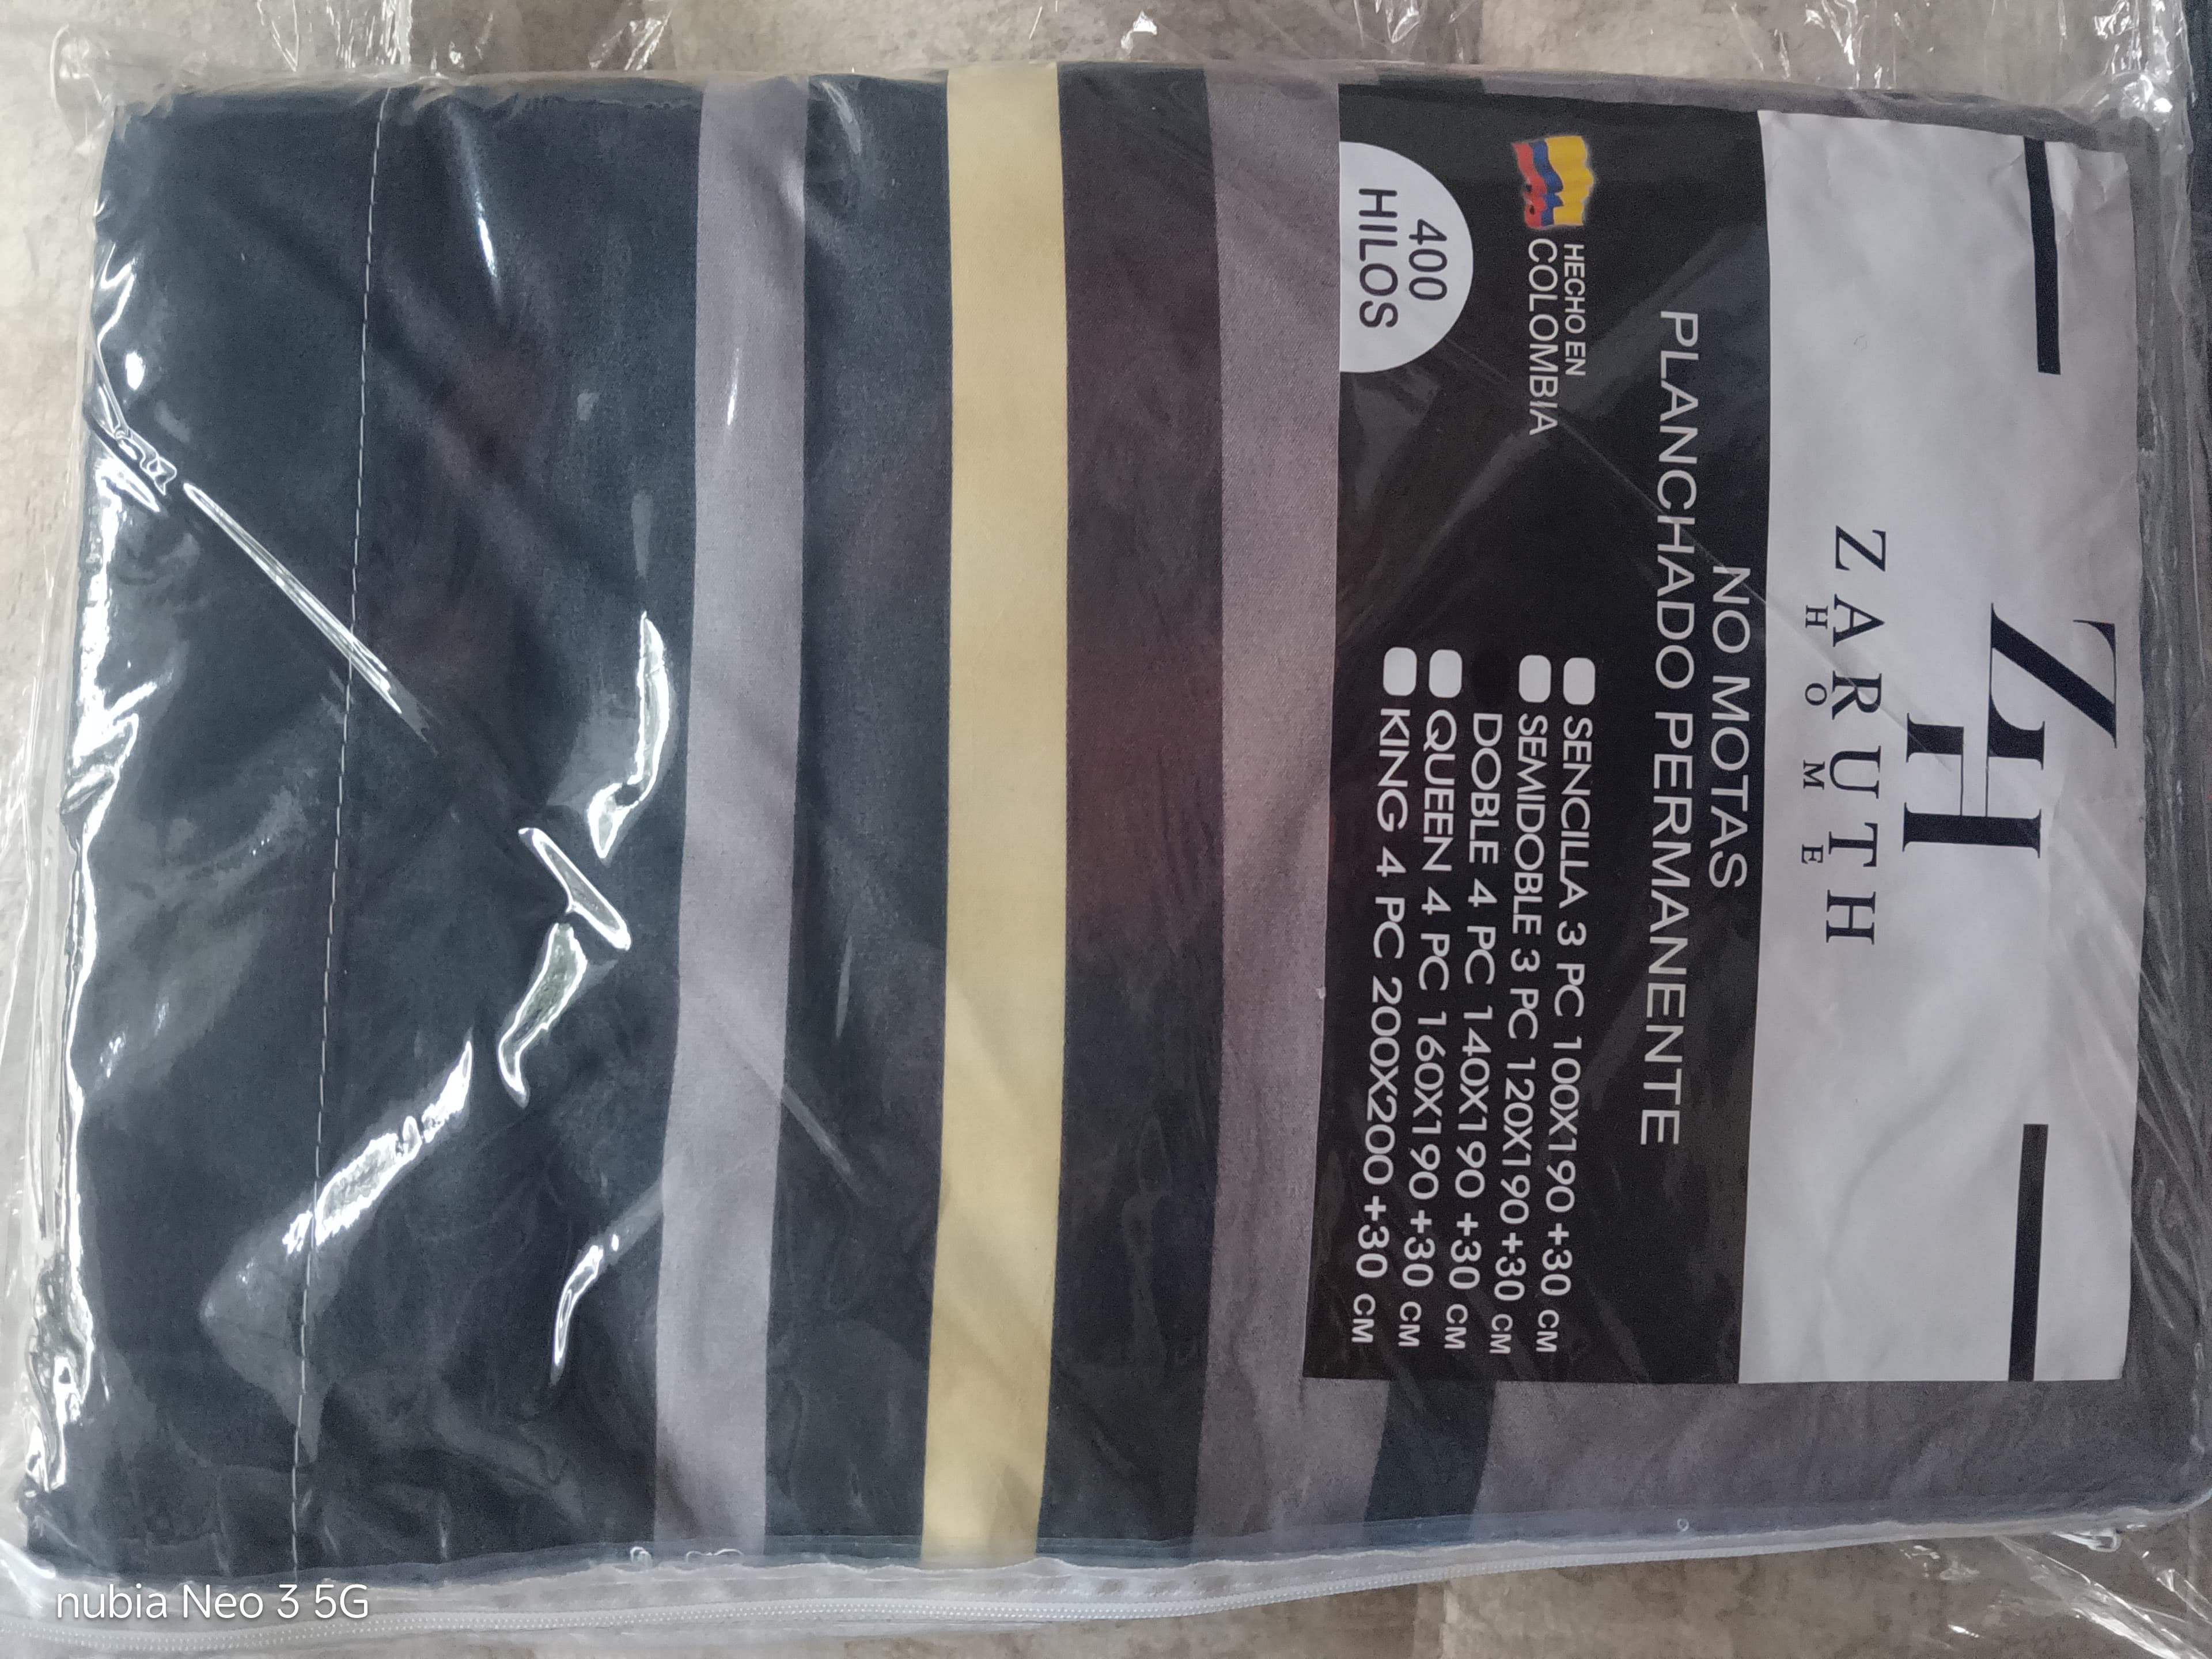 ZH
ZARUTH
HOME
NO MOTAS
PLANCHADO PERMANEENTE
HECHO EN
COLOMBIA
400
HILOS
SENCILLA 3 PC 100X190+30 CM
SEMIDOBLE 3 PC 120X190+30 CM
DOBLE 4 PC 140X190+30 CM
QUEEN 4 PC 160X190+30 CM
KING 4 PC 200X200+30 CM
nubia Neo 3 5G